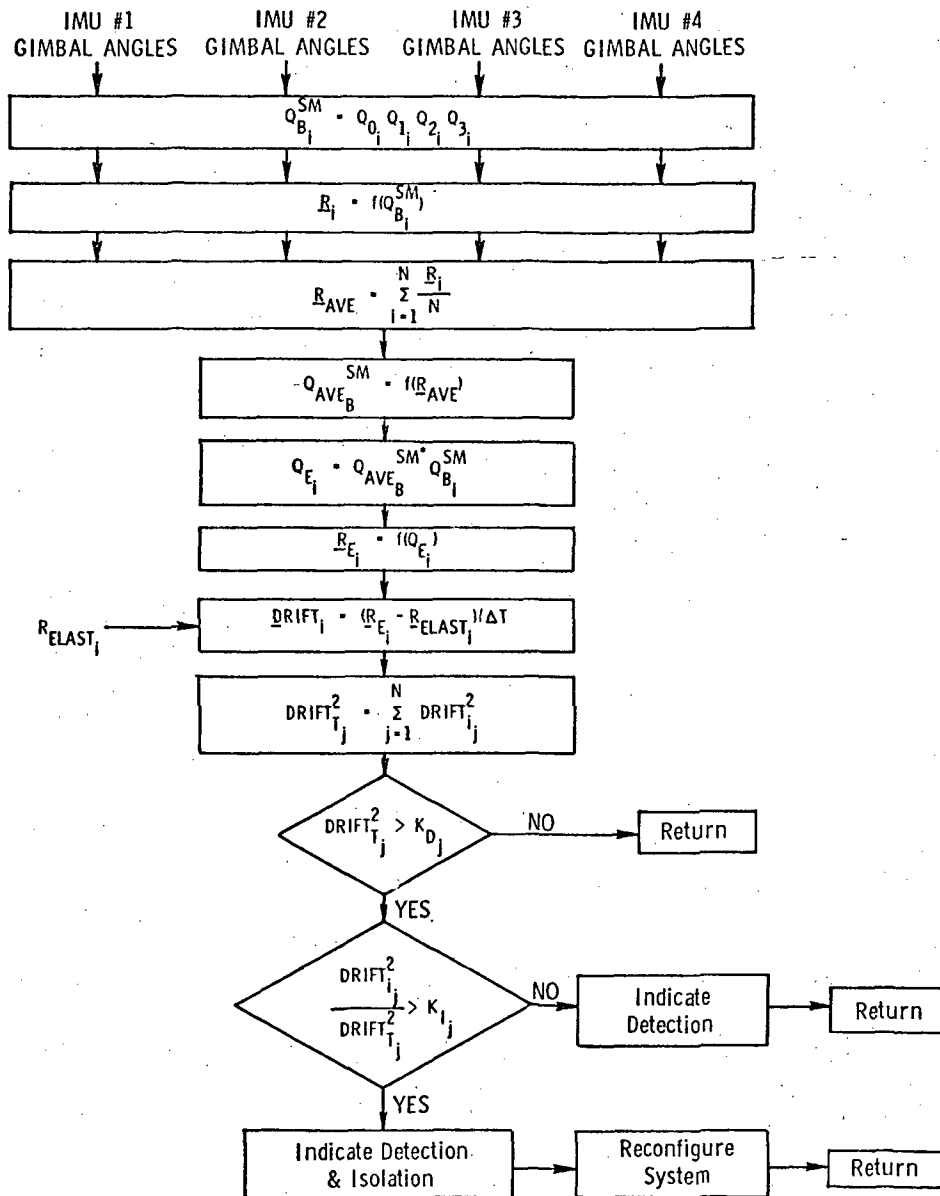 IMU #1 IMU #2 IMU #3 IMU #4
GIMBAL ANGLES GIMBAL ANGLES GIMBAL ANGLES GIMBAL ANGLES
Q_{B_i}^{SM} = Q_{0_i} Q_{1_i} Q_{2_i} Q_{3_i}
R_i = f(Q_{B_i}^{SM})
R_{AVE} = Σ_{i=1}^{N} R_i / N
Q_{AVE_B}^{SM} = f(R_{AVE})
Q_{E_i} = Q_{AVE_B}^{SM*} Q_{B_i}^{SM}
R_{E_i} = f(Q_{E_i})
R_{ELAST_i}
DRIFT_i = (R_{E_i} - R_{ELAST_i})/ΔT
DRIFT_{T_j}^2 = Σ_{j=1}^{N} DRIFT_{i_j}^2
DRIFT_{T_j}^2 > K_{D_j}
NO
Return
YES
DRIFT_{i_j}^2 / DRIFT_{T_j}^2 > K_{I_j}
NO
Indicate
Detection
Return
YES
Indicate Detection
& Isolation
Reconfigure
System
Return